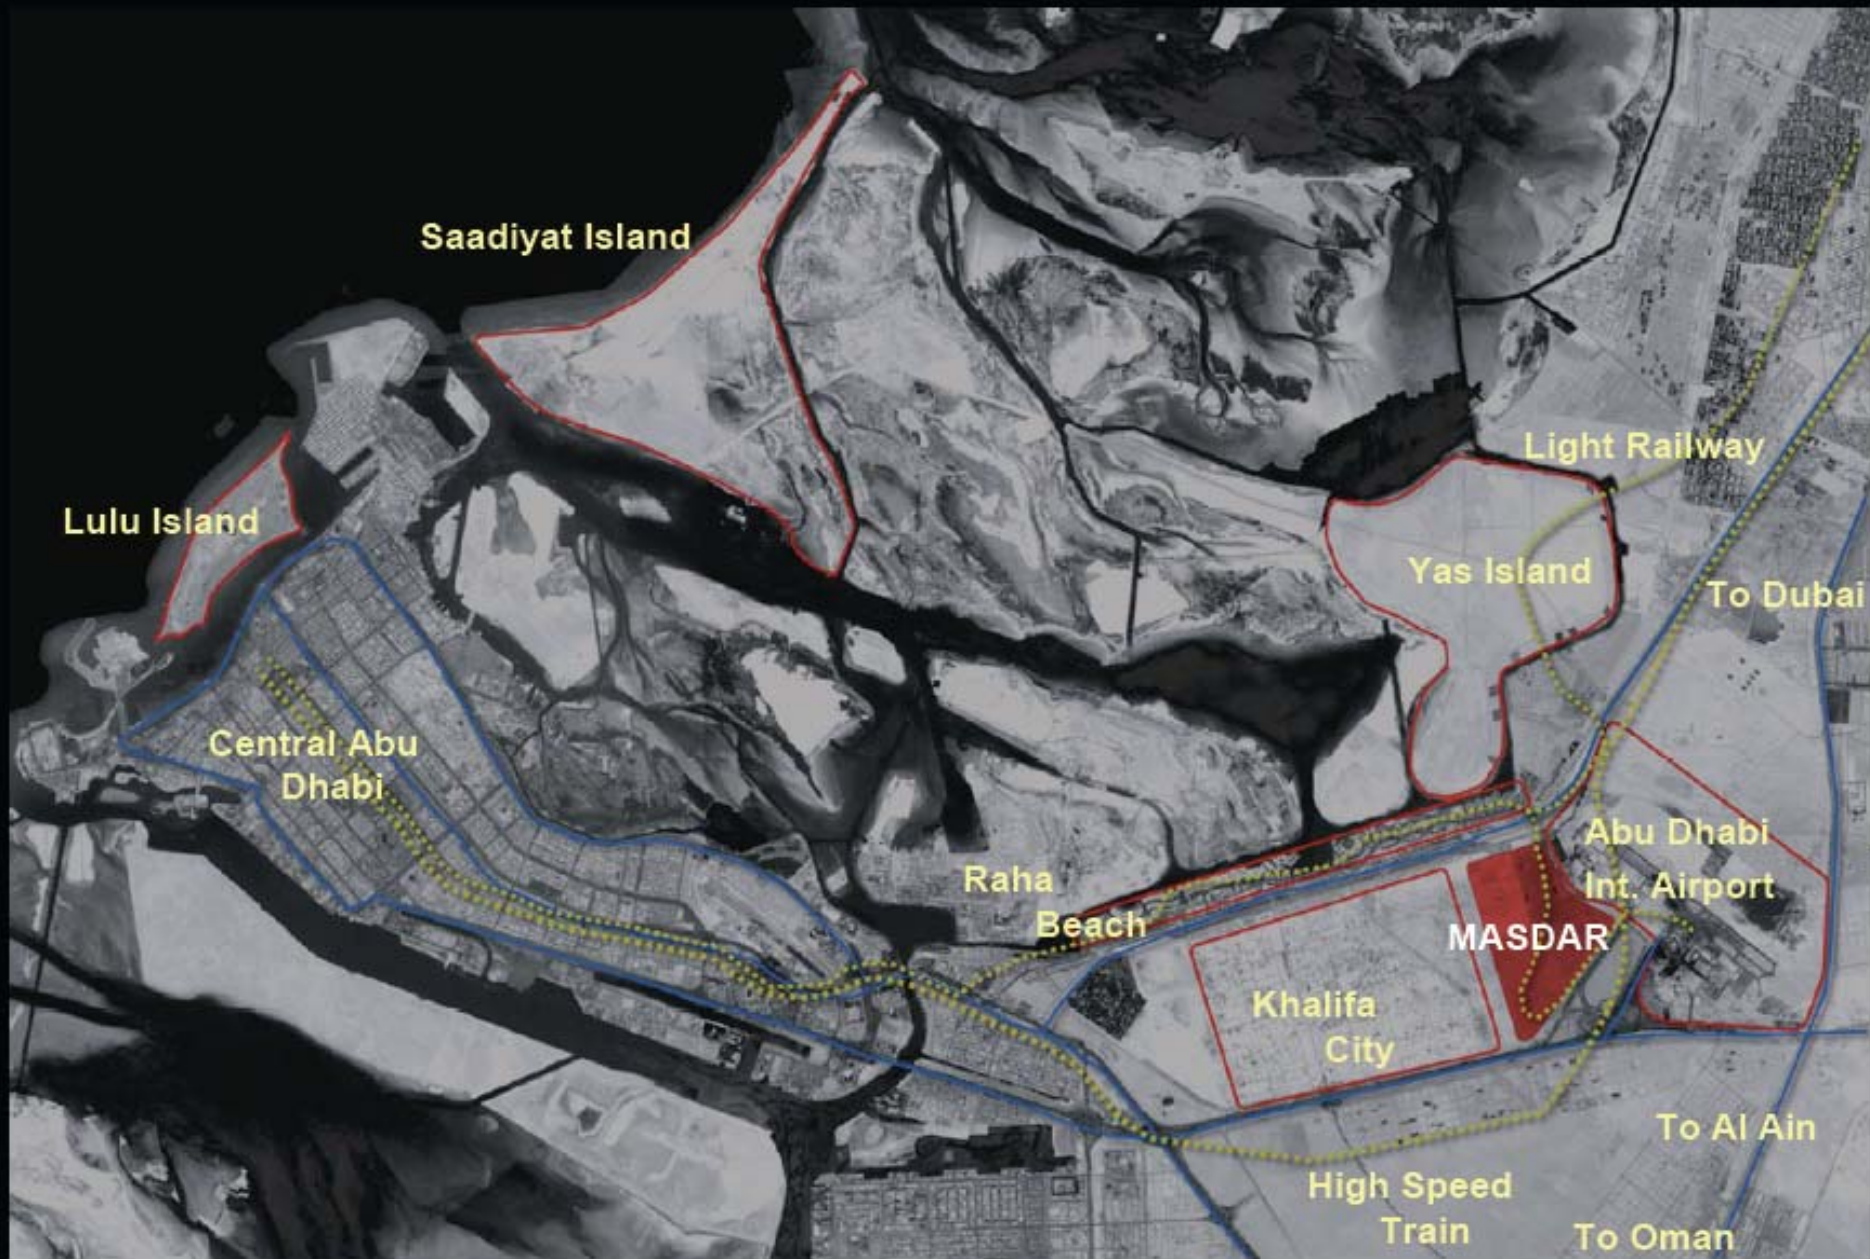 Saadiyat Island
Light Railway
Lulu Island
Yas Island
To Dubai
Central Abu
Dhabi
Abu Dhabi
Int. Airport
Raha
Beach
MASDAR
Khalifa
City
To Al Ain
High Speed
Train
To Oman